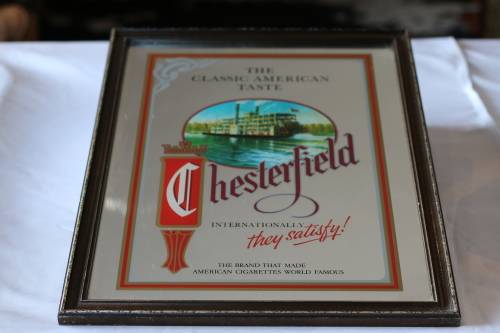 THE
CLASSIC AMERICAN
TASTE
Chesterfield
INTERNATIONALLY...
they satisfy!
THE BRAND THAT MADE
AMERICAN CIGARETTES WORLD FAMOUS